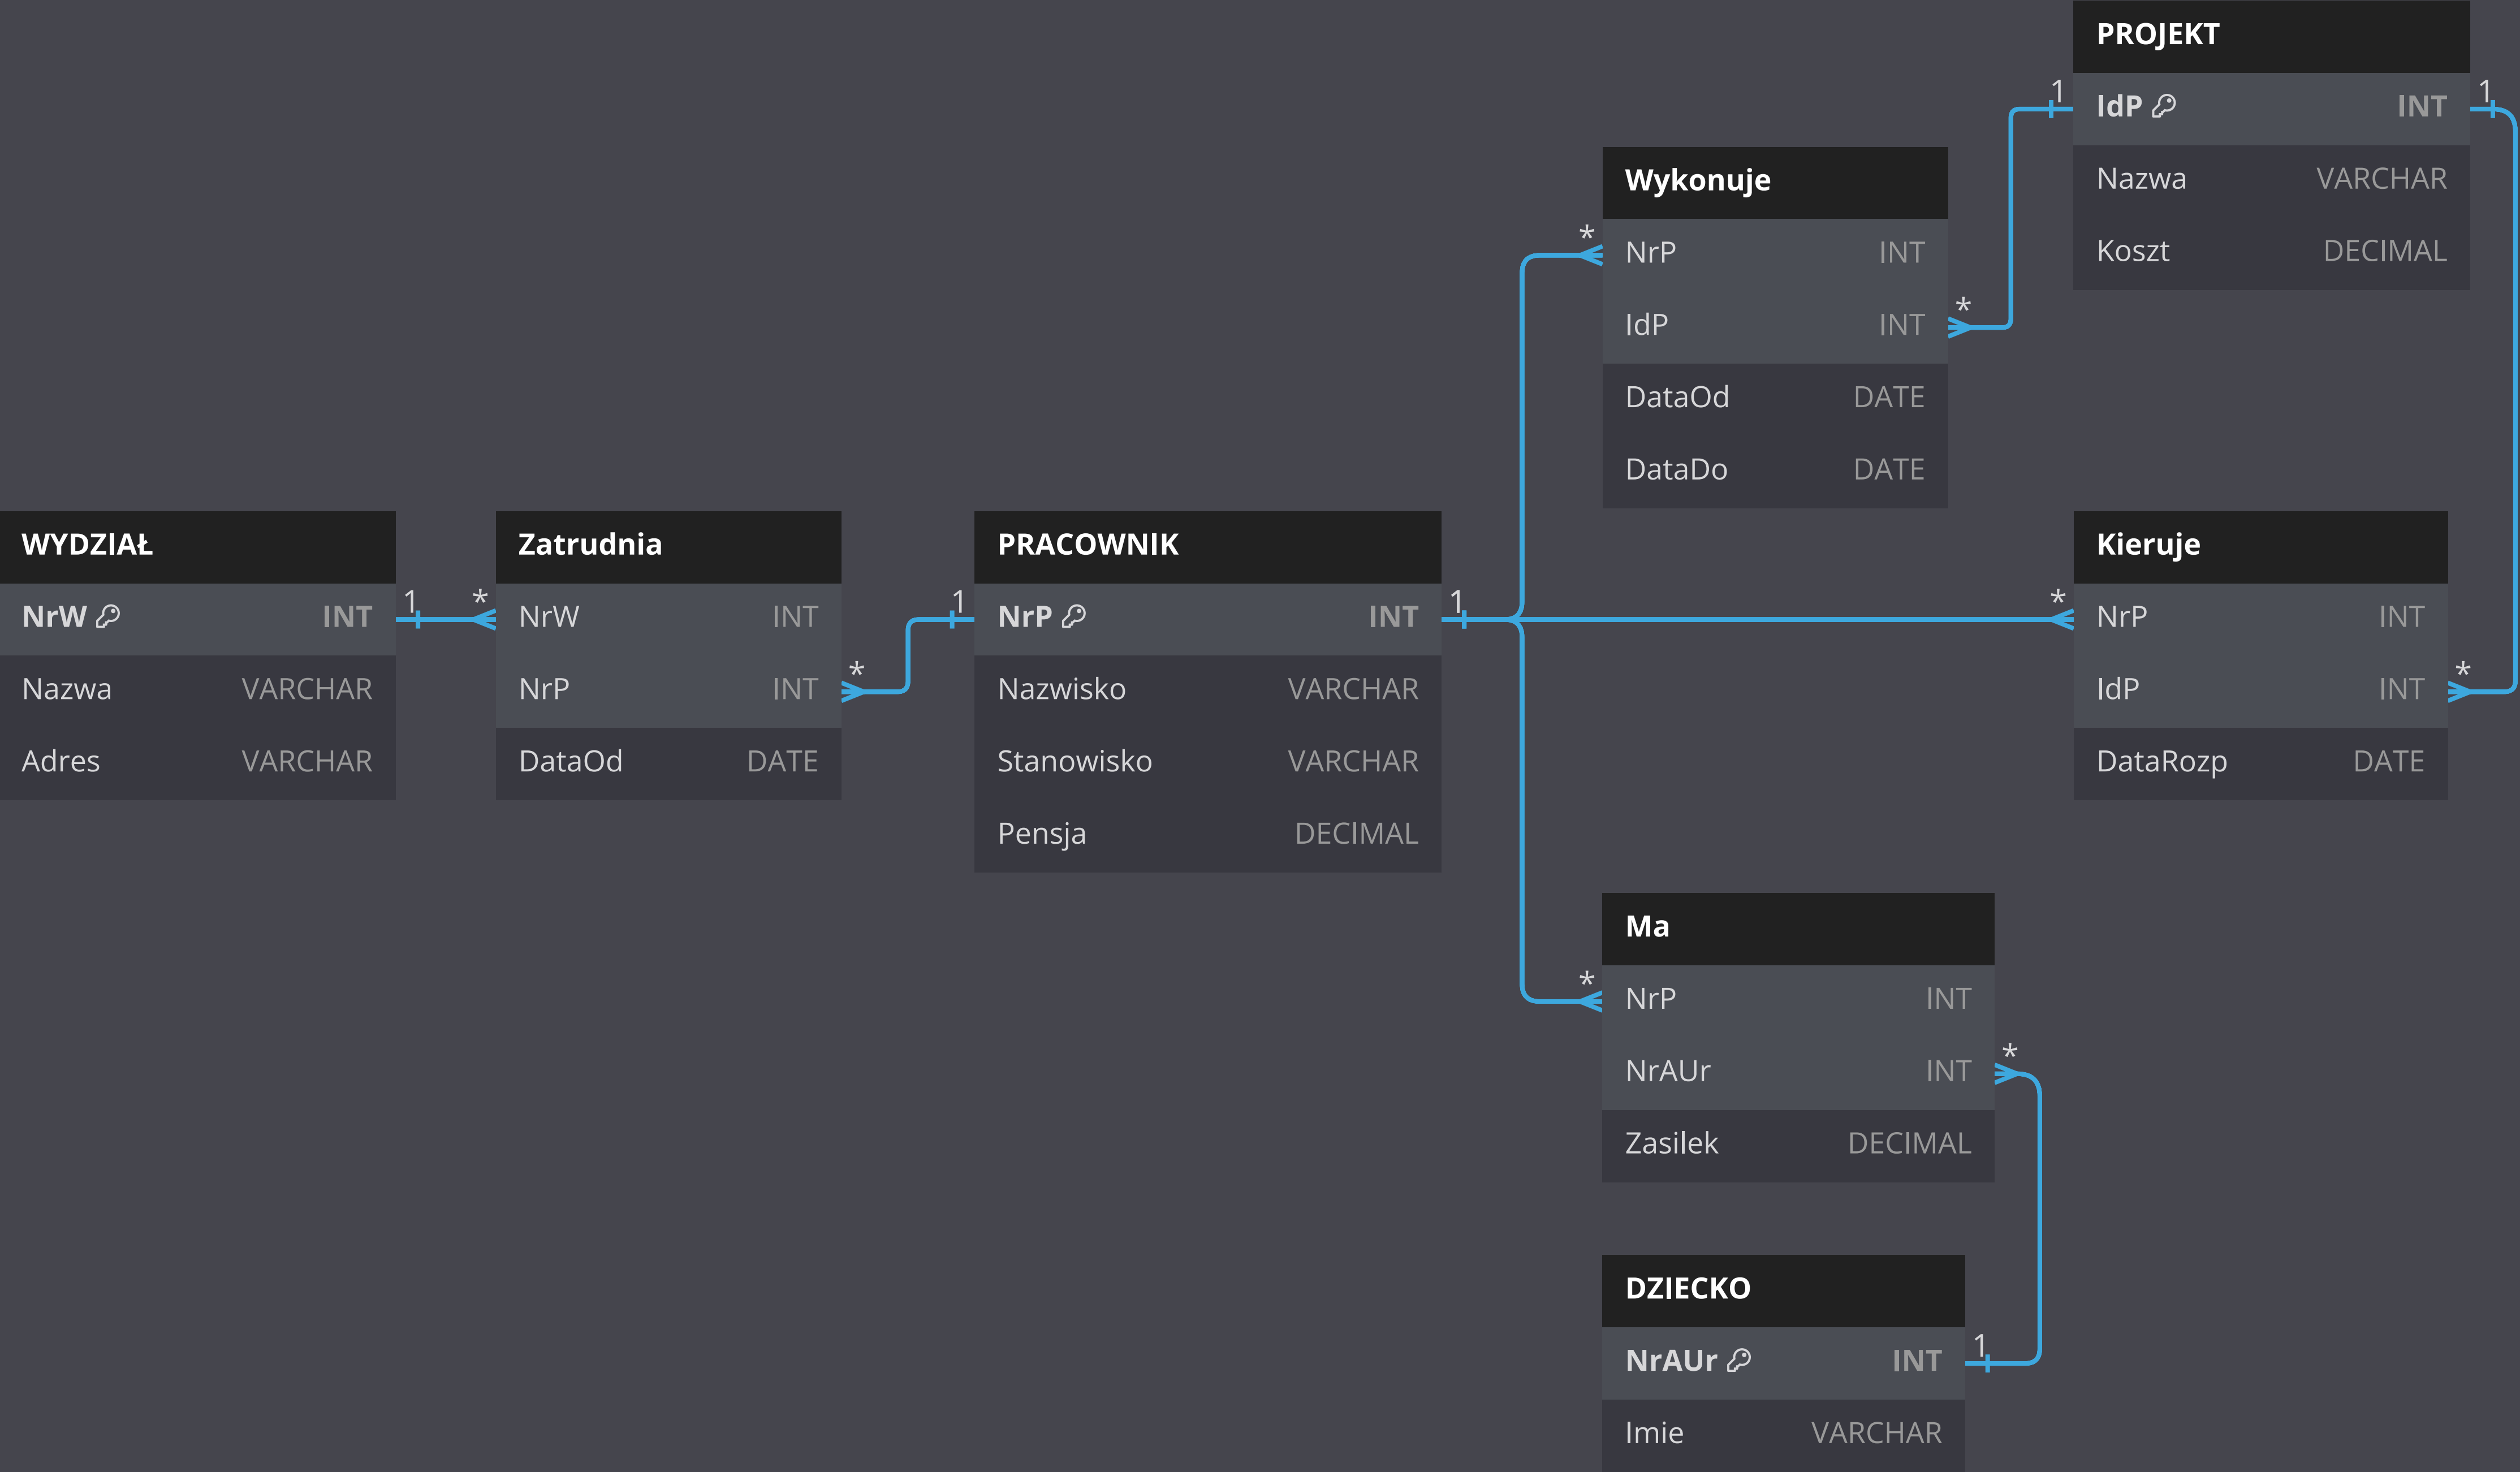 PROJEKT
1 IdP INT 1
Nazwa VARCHAR
Koszt DECIMAL
Wykonuje
* NrP INT
IdP INT *
DataOd DATE
DataDo DATE
WYDZIAŁ
NrW INT 1
Nazwa VARCHAR
Adres VARCHAR
Zatrudnia
* NrW INT
NrP INT *
DataOd DATE
PRACOWNIK
1 NrP INT 1
Nazwisko VARCHAR
Stanowisko VARCHAR
Pensja DECIMAL
Kieruje
* NrP INT
IdP INT *
DataRozp DATE
Ma
* NrP INT
NrAUr INT *
Zasilek DECIMAL
DZIECKO
NrAUr INT 1
Imie VARCHAR